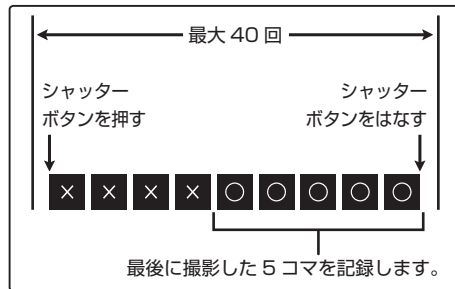 最大 40 回
シャッター
ボタンを押す
シャッター
ボタンをはなす
× × × × ○ ○ ○ ○ ○
最後に撮影した 5 コマを記録します。